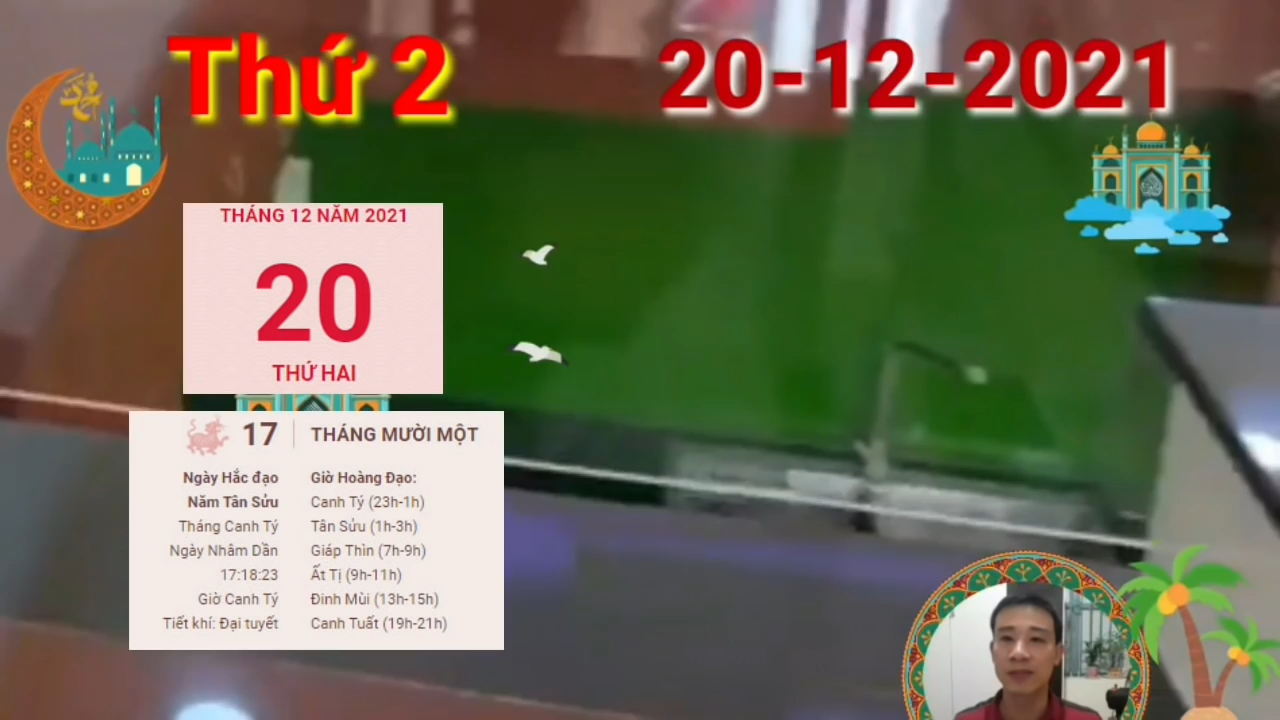 Thứ 2
20-12-2021
THÁNG 12 NĂM 2021
20
THỨ HAI
17
THÁNG MƯỜI MỘT
Ngày Hắc đạo
Năm Tân Sửu
Tháng Canh Tý
Ngày Nhâm Dần
17:18:23
Giờ Canh Tý
Tiết khí: Đại tuyết
Giờ Hoàng Đạo:
Canh Tý (23h-1h)
Tân Sửu (1h-3h)
Giáp Thìn (7h-9h)
Ất Tị (9h-11h)
Đinh Mùi (13h-15h)
Canh Tuất (19h-21h)